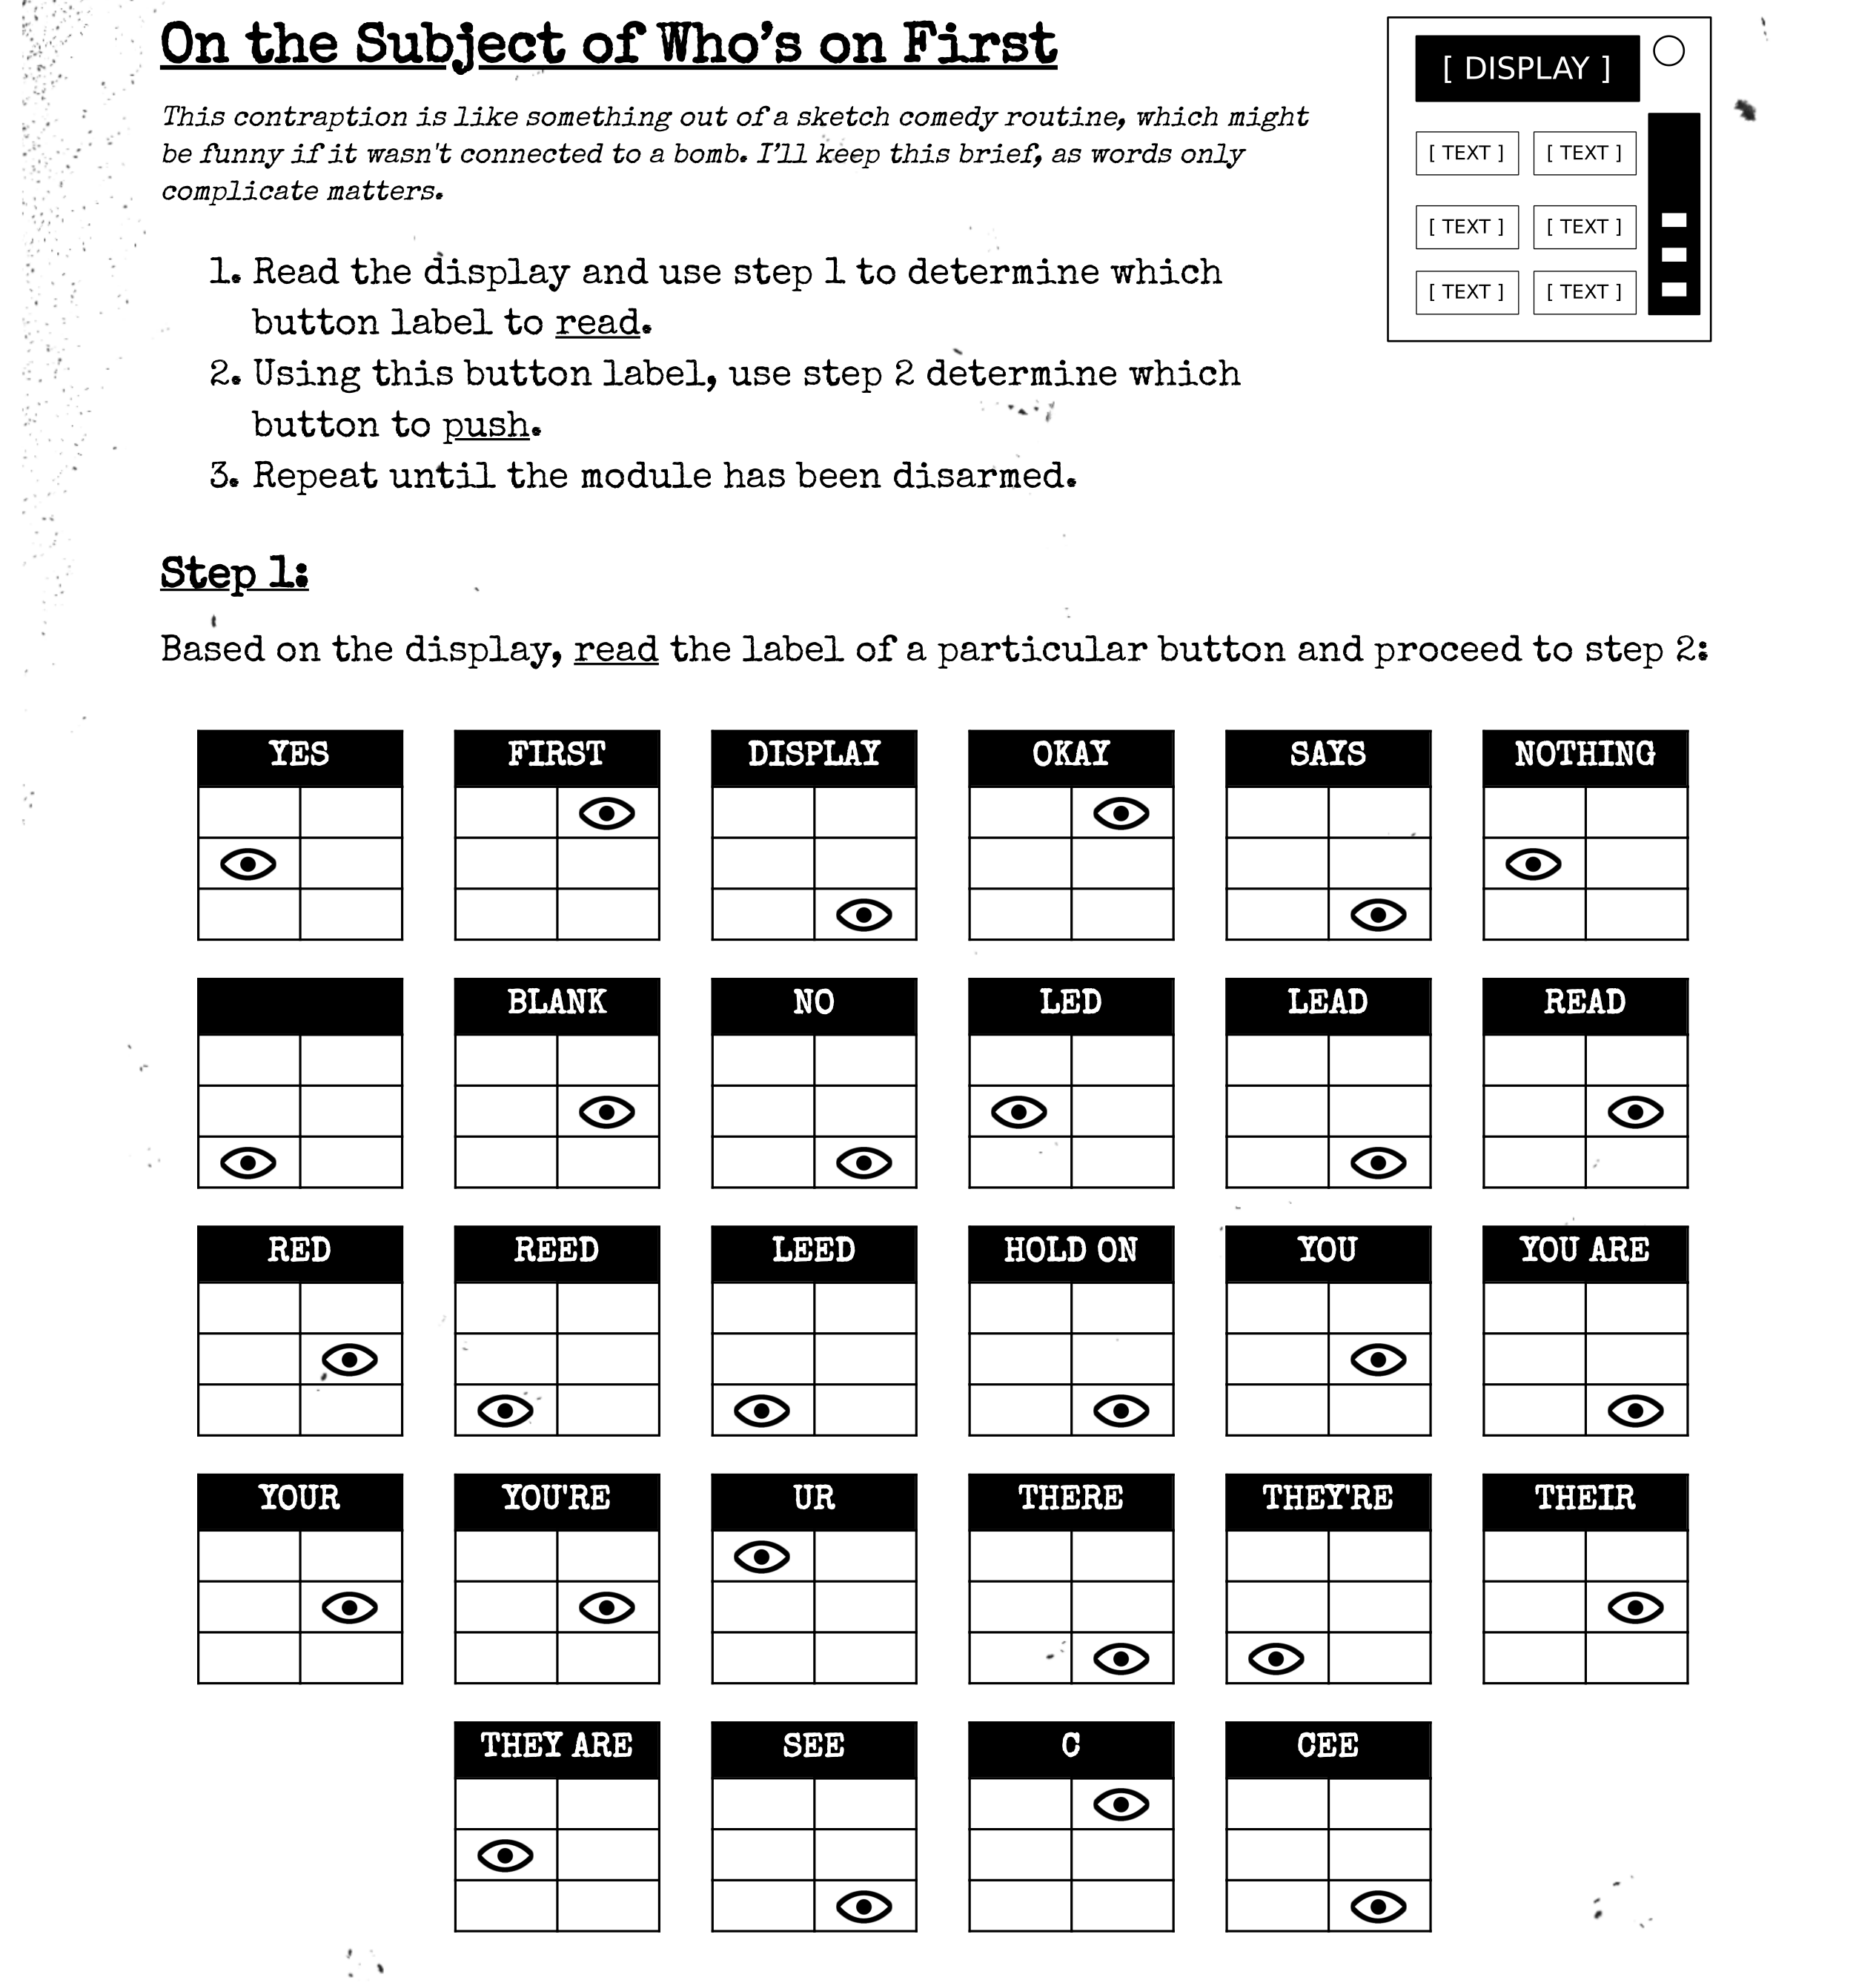 On the Subject of Who's on First
[ DISPLAY ]
This contraption is like something out of a sketch comedy routine, which might
be funny if it wasn't connected to a bomb. I'll keep this brief, as words only
complicate matters.
[ TEXT ] [ TEXT ]
[ TEXT ] [ TEXT ]
[ TEXT ] [ TEXT ]
1. Read the display and use step 1 to determine which
button label to read.
2. Using this button label, use step 2 determine which
button to push.
3. Repeat until the module has been disarmed.
Step 1:
Based on the display, read the label of a particular button and proceed to step 2:
YES FIRST DISPLAY OKAY SAYS NOTHING
BLANK NO LED LEAD READ
RED REED LEED HOLD ON YOU YOU ARE
YOUR YOU'RE UR THERE THEY'RE THEIR
THEY ARE SEE C CEE